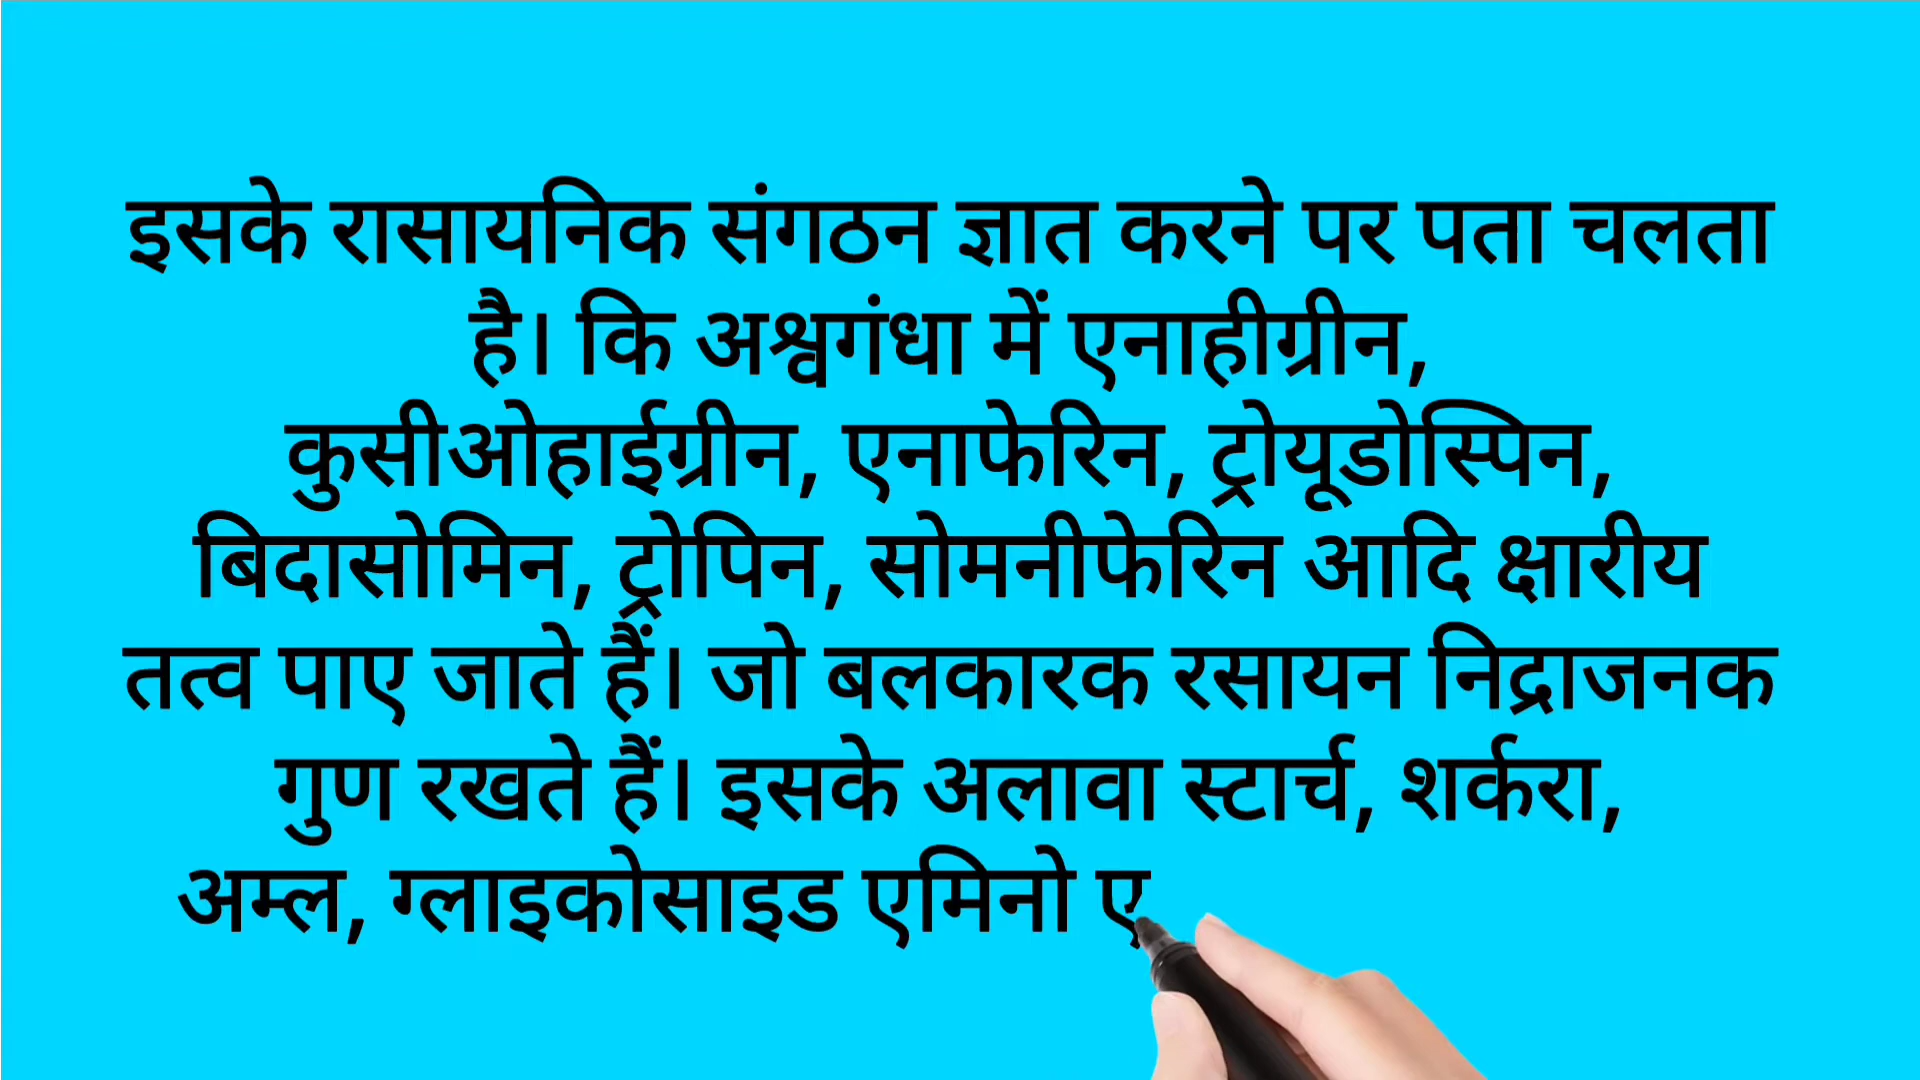 इसके रासायनिक संगठन ज्ञात करने पर पता चलता
है। कि अश्वगंधा में एनाहीग्रीन,
कुसीओहाईग्रीन, एनाफेरिन, ट्रोयूडोस्पिन,
बिदासोमिन, ट्रोपिन, सोमनीफेरिन आदि क्षारीय
तत्व पाए जाते हैं। जो बलकारक रसायन निद्राजनक
गुण रखते हैं। इसके अलावा स्टार्च, शर्करा,
अम्ल, ग्लाइकोसाइड एमिनो ए